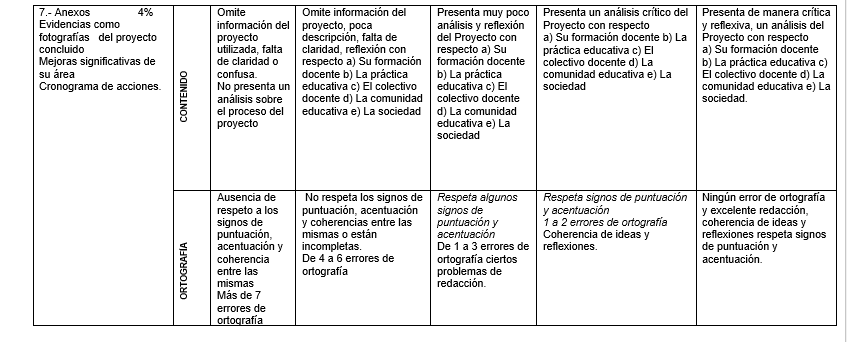 7.- Anexos 4%
Evidencias como
fotografías del proyecto
concluido
Mejoras significativas de
su área
Cronograma de acciones.
CONTENIDO
Omite
información del
proyecto
utilizada, falta
de claridad o
confusa.
No presenta un
análisis sobre
el proceso del
proyecto
Omite información del
proyecto, poca
descripción, falta de
claridad, reflexión con
respecto a) Su formación
docente b) La práctica
educativa c) El colectivo
docente d) La comunidad
educativa e) La sociedad
Presenta muy poco
análisis y reflexión
del Proyecto con
respecto a) Su
formación docente
b) La práctica
educativa c) El
colectivo docente
d) La comunidad
educativa e) La
sociedad
Presenta un análisis crítico del
Proyecto con respecto
a) Su formación docente b) La
práctica educativa c) El
colectivo docente d) La
comunidad educativa e) La
sociedad
Presenta de manera crítica
y reflexiva, un análisis del
Proyecto con respecto
a) Su formación docente
b) La práctica educativa c)
El colectivo docente d) La
comunidad educativa e) La
sociedad.
ORTOGRAFÍA
Ausencia de
respeto a los
signos de
puntuación,
acentuación y
coherencia
entre las
mismas
Más de 7
errores de
ortografía
No respeta los signos de
puntuación, acentuación
y coherencias entre las
mismas o están
incompletas.
De 4 a 6 errores de
ortografía
Respeta algunos
signos de
puntuación y
acentuación
De 1 a 3 errores de
ortografía ciertos
problemas de
redacción.
Respeta signos de puntuación
y acentuación
1 a 2 errores de ortografía
Coherencia de ideas y
reflexiones.
Ningún error de ortografía
y excelente redacción,
coherencia de ideas y
reflexiones respeta signos
de puntuación y
acentuación.